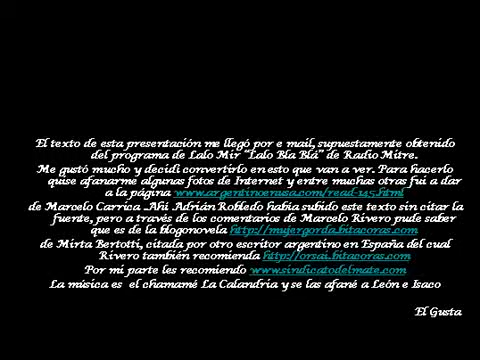 El texto de esta presentación me llegó por e mail, supuestamente obtenido
del programa de Lalo Mir "Lalo Bla Blá" de Radio Mitre.
Me gustó mucho y decidí convertirlo en esto que van a ver. Para hacerlo
quise afanarme algunas fotos de Internet y entre muchas otras fui a dar
a la página www.argentinoenusa.com/read-145.html
de Marcelo Carrica .Ahí Adrián Robledo había subido este texto sin citar la
fuente, pero a través de los comentarios de Marcelo Rivero pude saber
que es de la blogonovela http://mujergorda.bitacoras.com
de Mirta Bertotti, citada por otro escritor argentino en España del cual
Rivero también recomienda http://orsai.bitacoras.com
Por mi parte les recomiendo www.sindicatodelmate.com
La música es el chamamé La Calandria y se las afané a León e Isaco
El Gusta